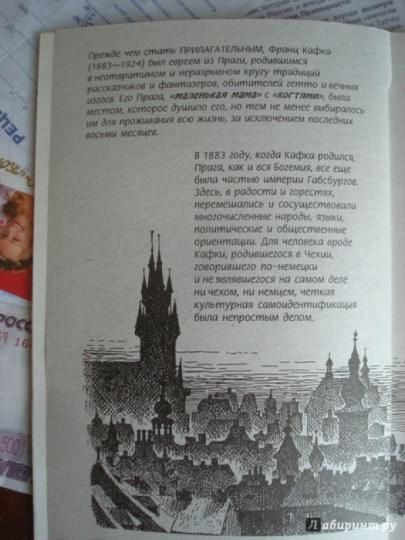 Прежде чем стать ПРИЛАГАТЕЛЬНЫМ, Франц Кафка
(1883—1924) был евреем из Праги, родившимся
в неотвратимом и неразрывном кругу традиций
рассказчиков и фантазеров, обитателей гетто и вечных
изгоев. Его Прага, «маленькая мама» с «когтями», была
местом, которое душило его, но тем не менее выбиралось
им для проживания всю жизнь, за исключением последних
восьми месяцев.
В 1883 году, когда Кафка родился,
Прага, как и вся Богемия, все еще
была частью империи Габсбургов.
Здесь, в радости и горестях,
перемешались и сосуществовали
многочисленные народы, языки,
политические и общественные
ориентации. Для человека вроде
Кафки, родившегося в Чехии,
говорившего по-немецки
и не являвшегося на самом деле
ни чехом, ни немцем, четкая
культурная самоидентификация
была непростым делом.
РОСС
500
Лабиринт.ру